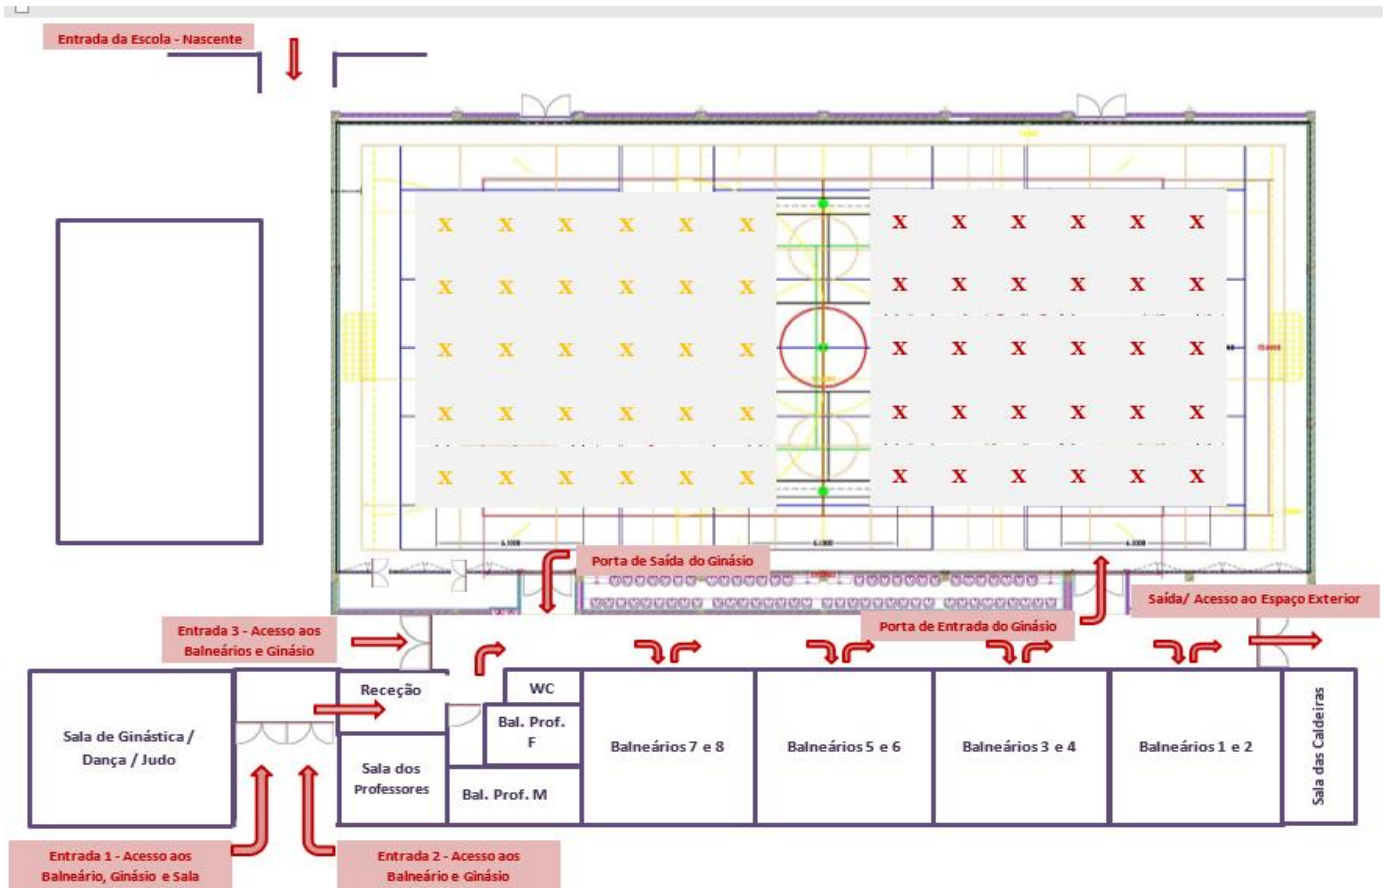 Entrada da Escola - Nascente
X X X X X X X X X X X X
X X X X X X X X X X X X
X X X X X X X X X X X X
X X X X X X X X X X X X
X X X X X X X X X X X X
Porta de Saída do Ginásio
Saída/ Acesso ao Espaço Exterior
Porta de Entrada do Ginásio
Entrada 3 - Acesso aos
Balneários e Ginásio
Receção
WC
Bal. Prof.
F
Sala de Ginástica /
Dança / Judo
Sala dos
Professores
Bal. Prof. M
Balneários 7 e 8
Balneários 5 e 6
Balneários 3 e 4
Balneários 1 e 2
Sala das Caldeiras
Entrada 1 - Acesso aos
Balneário, Ginásio e Sala
Entrada 2 - Acesso aos
Balneário e Ginásio